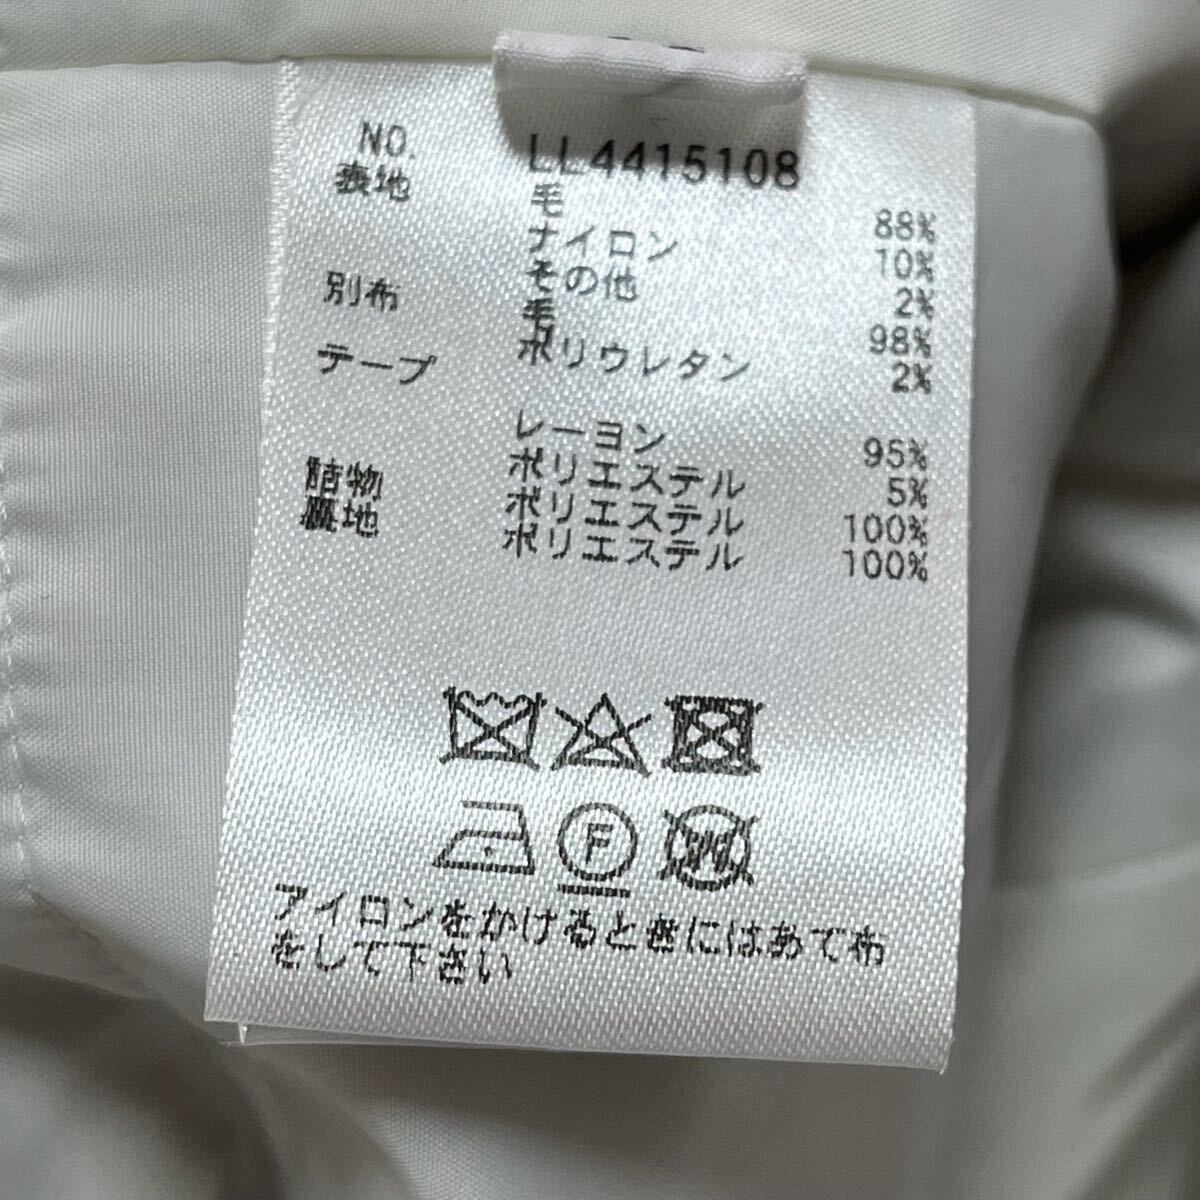 NO. LL4415108
表地 毛 88%
ナイロン 10%
その他 2%
別布 毛 98%
ポリウレタン 2%
テープ
レーヨン 95%
ポリエステル 5%
詰物 ポリエステル 100%
裏地 ポリエステル 100%
F W
アイロンをかけるときにはあて布
をして下さい